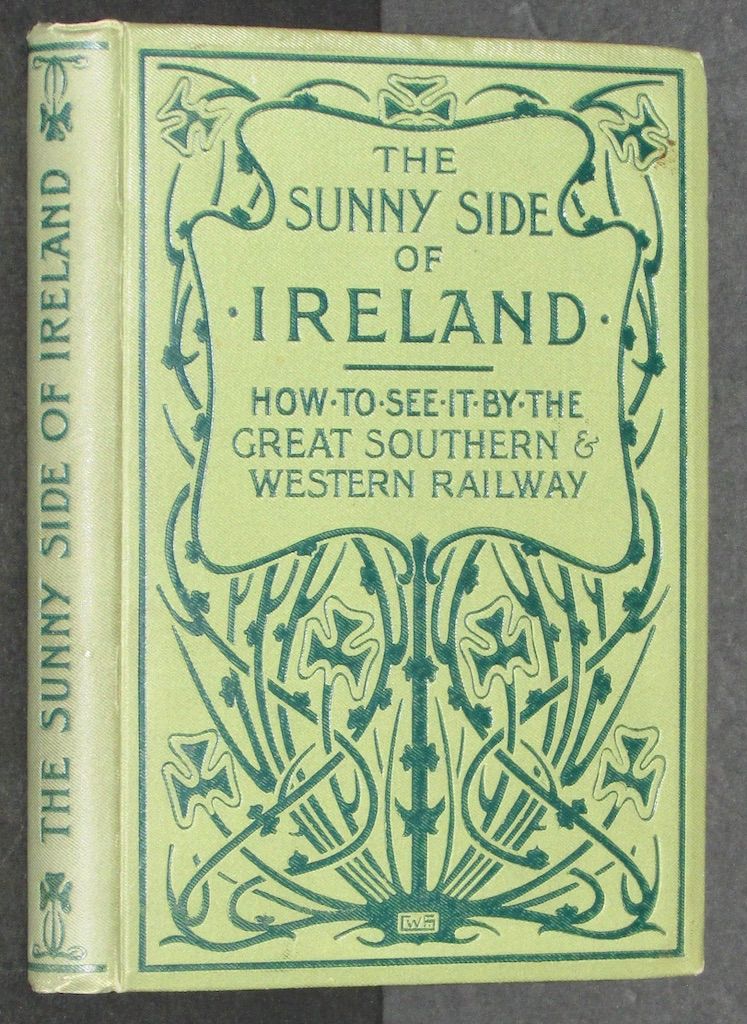 THE SUNNY SIDE OF IRELAND
THE
SUNNY SIDE
OF
·IRELAND·
HOW·TO·SEE·IT·BY·THE
GREAT SOUTHERN &
WESTERN RAILWAY